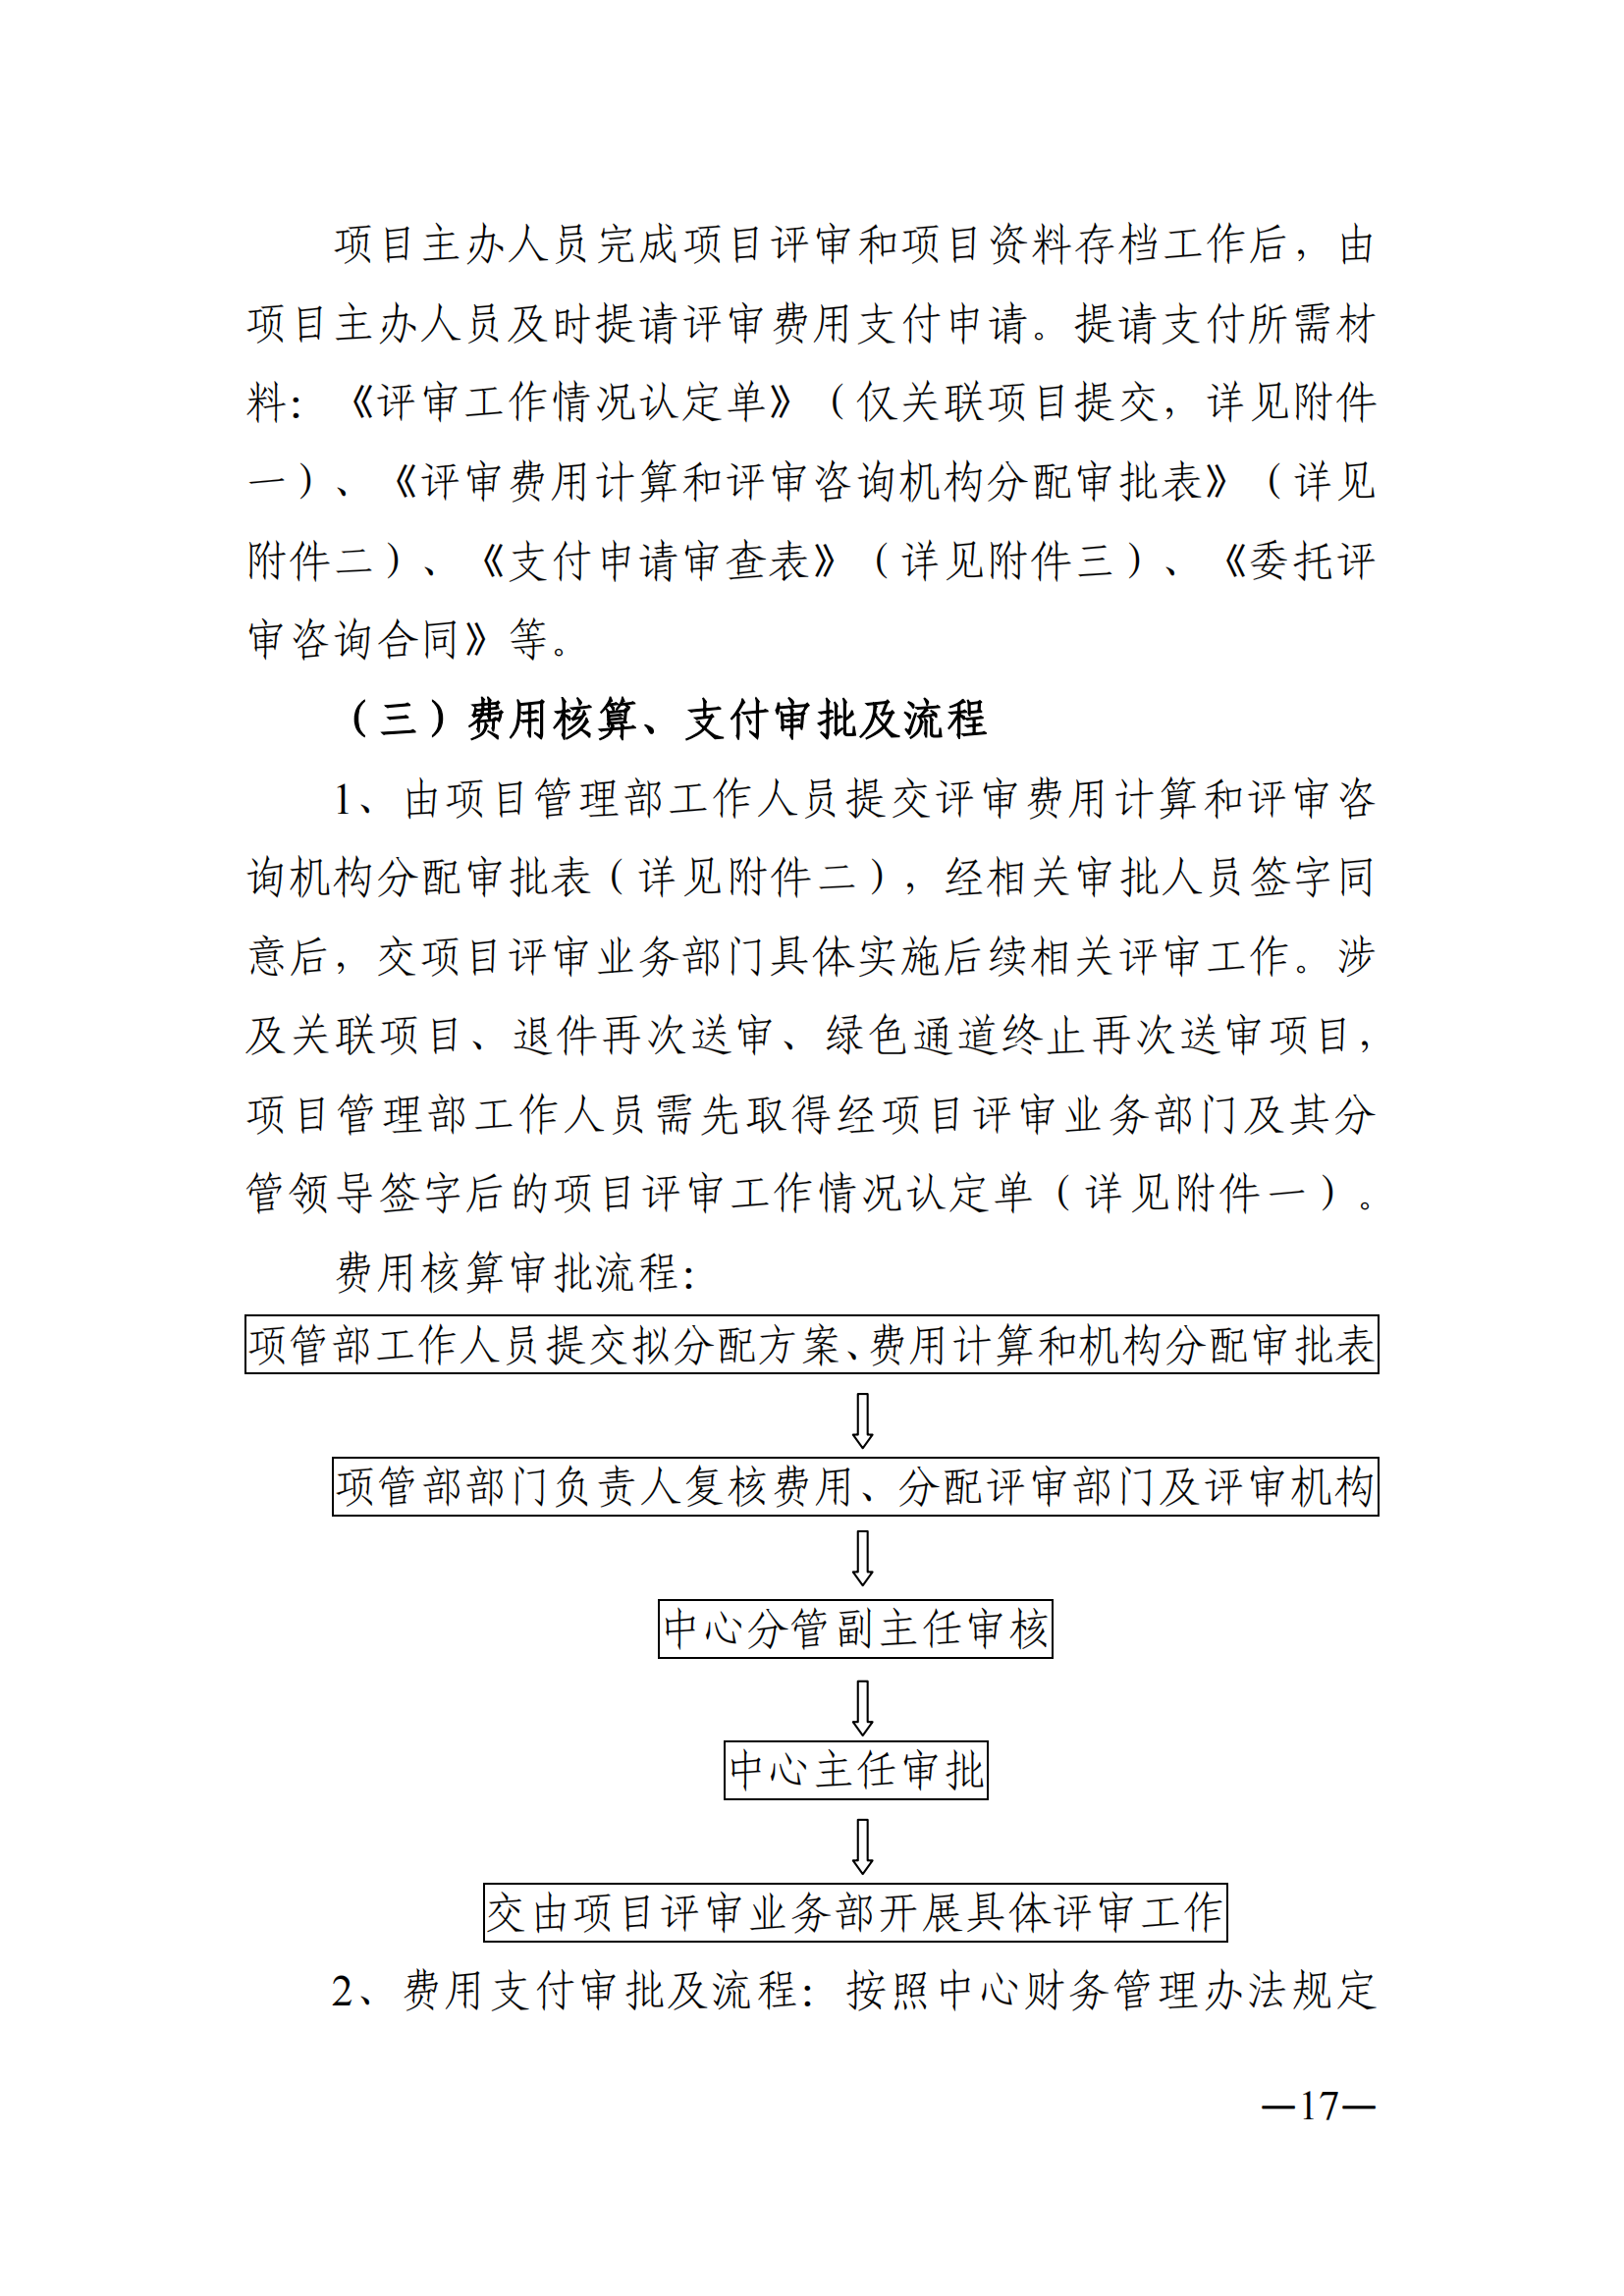 项目主办人员完成项目评审和项目资料存档工作后，由
项目主办人员及时提请评审费用支付申请。提请支付所需材
料：《评审工作情况认定单》（仅关联项目提交，详见附件
一）、《评审费用计算和评审咨询机构分配审批表》（详见
附件二）、《支付申请审查表》（详见附件三）、《委托评
审咨询合同》等。
（三）费用核算、支付审批及流程
1、由项目管理部工作人员提交评审费用计算和评审咨
询机构分配审批表（详见附件二），经相关审批人员签字同
意后，交项目评审业务部门具体实施后续相关评审工作。涉
及关联项目、退件再次送审、绿色通道终止再次送审项目，
项目管理部工作人员需先取得经项目评审业务部门及其分
管领导签字后的项目评审工作情况认定单（详见附件一）。
费用核算审批流程：
项管部工作人员提交拟分配方案、费用计算和机构分配审批表
项管部部门负责人复核费用、分配评审部门及评审机构
中心分管副主任审核
中心主任审批
交由项目评审业务部开展具体评审工作
2、费用支付审批及流程：按照中心财务管理办法规定
—17—